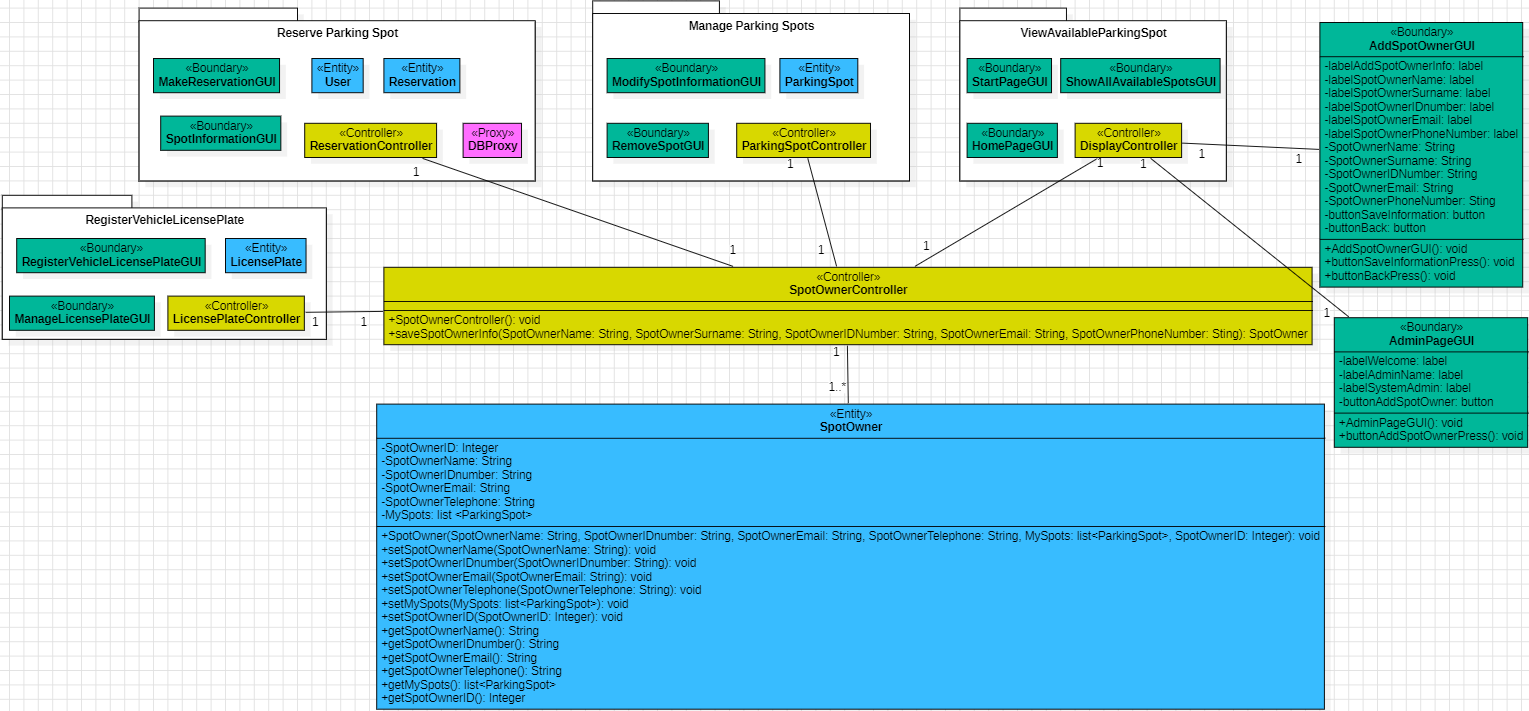 Reserve Parking Spot
«Boundary»
MakeReservationGUI
«Entity»
User
«Entity»
Reservation
«Boundary»
SpotInformationGUI
«Controller»
ReservationController
«Proxy»
DBProxy
1
Manage Parking Spots
«Boundary»
ModifySpotInformationGUI
«Entity»
ParkingSpot
«Boundary»
RemoveSpotGUI
«Controller»
ParkingSpotController
1
ViewAvailableParkingSpot
«Boundary»
StartPageGUI
«Boundary»
ShowAllAvailableSpotsGUI
«Boundary»
HomePageGUI
«Controller»
DisplayController
1
1
1
1
«Boundary»
AddSpotOwnerGUI
-labelAddSpotOwnerInfo: label
-labelSpotOwnerName: label
-labelSpotOwnerSurname: label
-labelSpotOwnerIDnumber: label
-labelSpotOwnerEmail: label
-labelSpotOwnerPhoneNumber: label
-SpotOwnerName: String
-SpotOwnerSurname: String
-SpotOwnerIDNumber: String
-SpotOwnerEmail: String
-SpotOwnerPhoneNumber: Sting
-buttonSaveInformation: button
-buttonBack: button
+AddSpotOwnerGUI(): void
+buttonSaveInformationPress(): void
+buttonBackPress(): void
RegisterVehicleLicensePlate
«Boundary»
RegisterVehicleLicensePlateGUI
«Entity»
LicensePlate
«Boundary»
ManageLicensePlateGUI
«Controller»
LicensePlateController
1
1
1
1
1
«Controller»
SpotOwnerController
+SpotOwnerController(): void
+saveSpotOwnerInfo(SpotOwnerName: String, SpotOwnerSurname: String, SpotOwnerIDNumber: String, SpotOwnerEmail: String, SpotOwnerPhoneNumber: Sting): SpotOwner
1
1..*
1
«Boundary»
AdminPageGUI
-labelWelcome: label
-labelAdminName: label
-labelSystemAdmin: label
-buttonAddSpotOwner: button
+AdminPageGUI(): void
+buttonAddSpotOwnerPress(): void
«Entity»
SpotOwner
-SpotOwnerID: Integer
-SpotOwnerName: String
-SpotOwnerIDnumber: String
-SpotOwnerEmail: String
-SpotOwnerTelephone: String
-MySpots: list <ParkingSpot>
+SpotOwner(SpotOwnerName: String, SpotOwnerIDnumber: String, SpotOwnerEmail: String, SpotOwnerTelephone: String, MySpots: list<ParkingSpot>, SpotOwnerID: Integer): void
+setSpotOwnerName(SpotOwnerName: String): void
+setSpotOwnerIDnumber(SpotOwnerIDnumber: String): void
+setSpotOwnerEmail(SpotOwnerEmail: String): void
+setSpotOwnerTelephone(SpotOwnerTelephone: String): void
+setMySpots(MySpots: list<ParkingSpot>): void
+setSpotOwnerID(SpotOwnerID: Integer): void
+getSpotOwnerName(): String
+getSpotOwnerIDnumber(): String
+getSpotOwnerEmail(): String
+getSpotOwnerTelephone(): String
+getMySpots(): list<ParkingSpot>
+getSpotOwnerID(): Integer